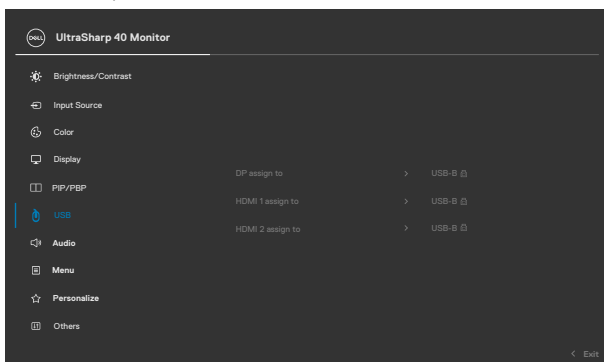 DELL UltraSharp 40 Monitor
Brightness/Contrast
Input Source
Color
Display
DP assign to > USB-B
PIP/PBP
HDMI 1 assign to > USB-B
USB
HDMI 2 assign to > USB-B
Audio
Menu
Personalize
Others
< Exit